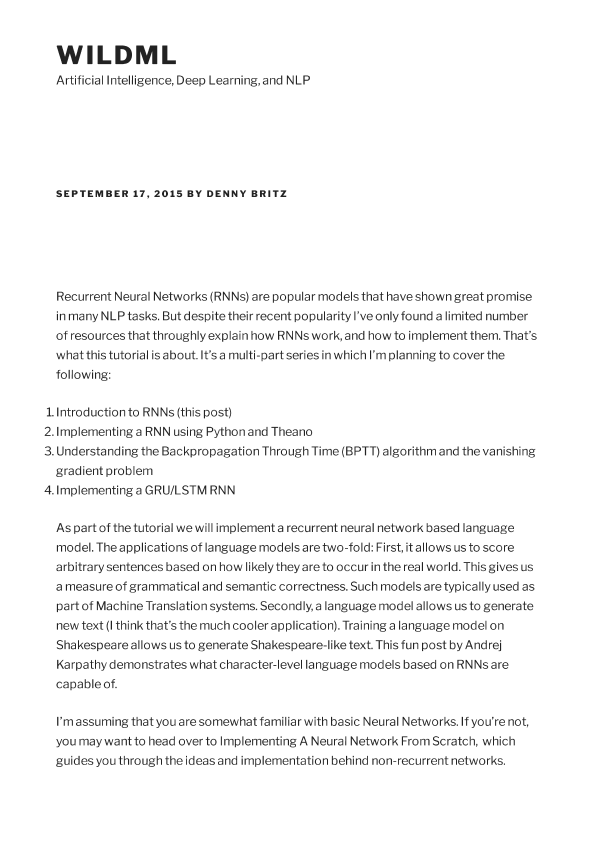 WILDML
Artificial Intelligence, Deep Learning, and NLP
SEPTEMBER 17, 2015 BY DENNY BRITZ
Recurrent Neural Networks (RNNs) are popular models that have shown great promise
in many NLP tasks. But despite their recent popularity I've only found a limited number
of resources that throughly explain how RNNs work, and how to implement them. That's
what this tutorial is about. It's a multi-part series in which I'm planning to cover the
following:
1. Introduction to RNNs (this post)
2. Implementing a RNN using Python and Theano
3. Understanding the Backpropagation Through Time (BPTT) algorithm and the vanishing
gradient problem
4. Implementing a GRU/LSTM RNN
As part of the tutorial we will implement a recurrent neural network based language
model. The applications of language models are two-fold: First, it allows us to score
arbitrary sentences based on how likely they are to occur in the real world. This gives us
a measure of grammatical and semantic correctness. Such models are typically used as
part of Machine Translation systems. Secondly, a language model allows us to generate
new text (I think that's the much cooler application). Training a language model on
Shakespeare allows us to generate Shakespeare-like text. This fun post by Andrej
Karpathy demonstrates what character-level language models based on RNNs are
capable of.
I'm assuming that you are somewhat familiar with basic Neural Networks. If you're not,
you may want to head over to Implementing A Neural Network From Scratch,  which
guides you through the ideas and implementation behind non-recurrent networks.